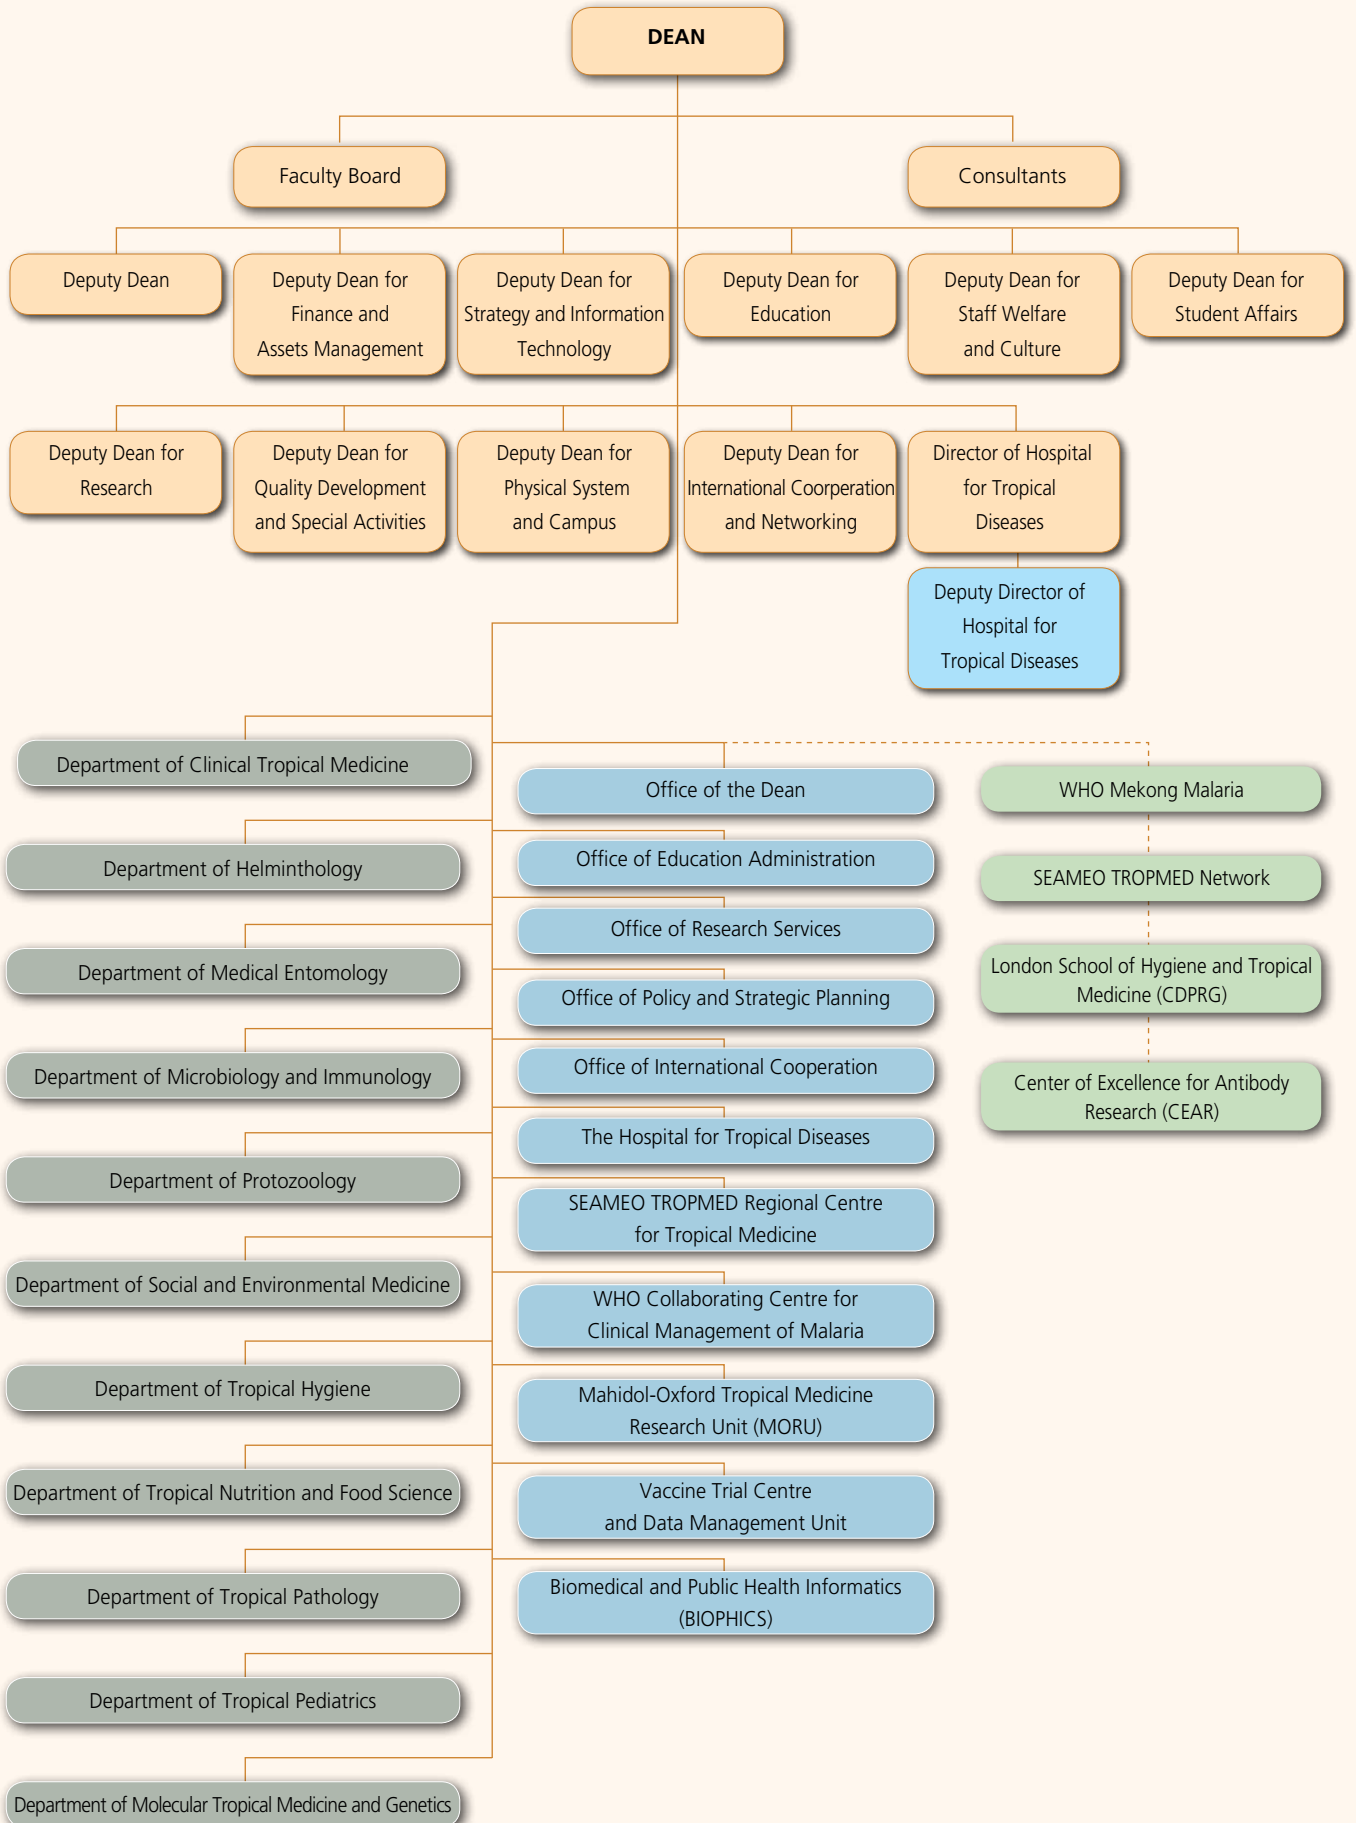 DEAN
Faculty Board
Consultants
Deputy Dean
Deputy Dean for
Finance and
Assets Management
Deputy Dean for
Strategy and Information
Technology
Deputy Dean for
Education
Deputy Dean for
Staff Welfare
and Culture
Deputy Dean for
Student Affairs
Deputy Dean for
Research
Deputy Dean for
Quality Development
and Special Activities
Deputy Dean for
Physical System
and Campus
Deputy Dean for
International Coorperation
and Networking
Director of Hospital
for Tropical
Diseases
Deputy Director of
Hospital for
Tropical Diseases
Department of Clinical Tropical Medicine
Department of Helminthology
Department of Medical Entomology
Department of Microbiology and Immunology
Department of Protozoology
Department of Social and Environmental Medicine
Department of Tropical Hygiene
Department of Tropical Nutrition and Food Science
Department of Tropical Pathology
Department of Tropical Pediatrics
Department of Molecular Tropical Medicine and Genetics
Office of the Dean
Office of Education Administration
Office of Research Services
Office of Policy and Strategic Planning
Office of International Cooperation
The Hospital for Tropical Diseases
SEAMEO TROPMED Regional Centre
for Tropical Medicine
WHO Collaborating Centre for
Clinical Management of Malaria
Mahidol-Oxford Tropical Medicine
Research Unit (MORU)
Vaccine Trial Centre
and Data Management Unit
Biomedical and Public Health Informatics
(BIOPHICS)
WHO Mekong Malaria
SEAMEO TROPMED Network
London School of Hygiene and Tropical
Medicine (CDPRG)
Center of Excellence for Antibody
Research (CEAR)